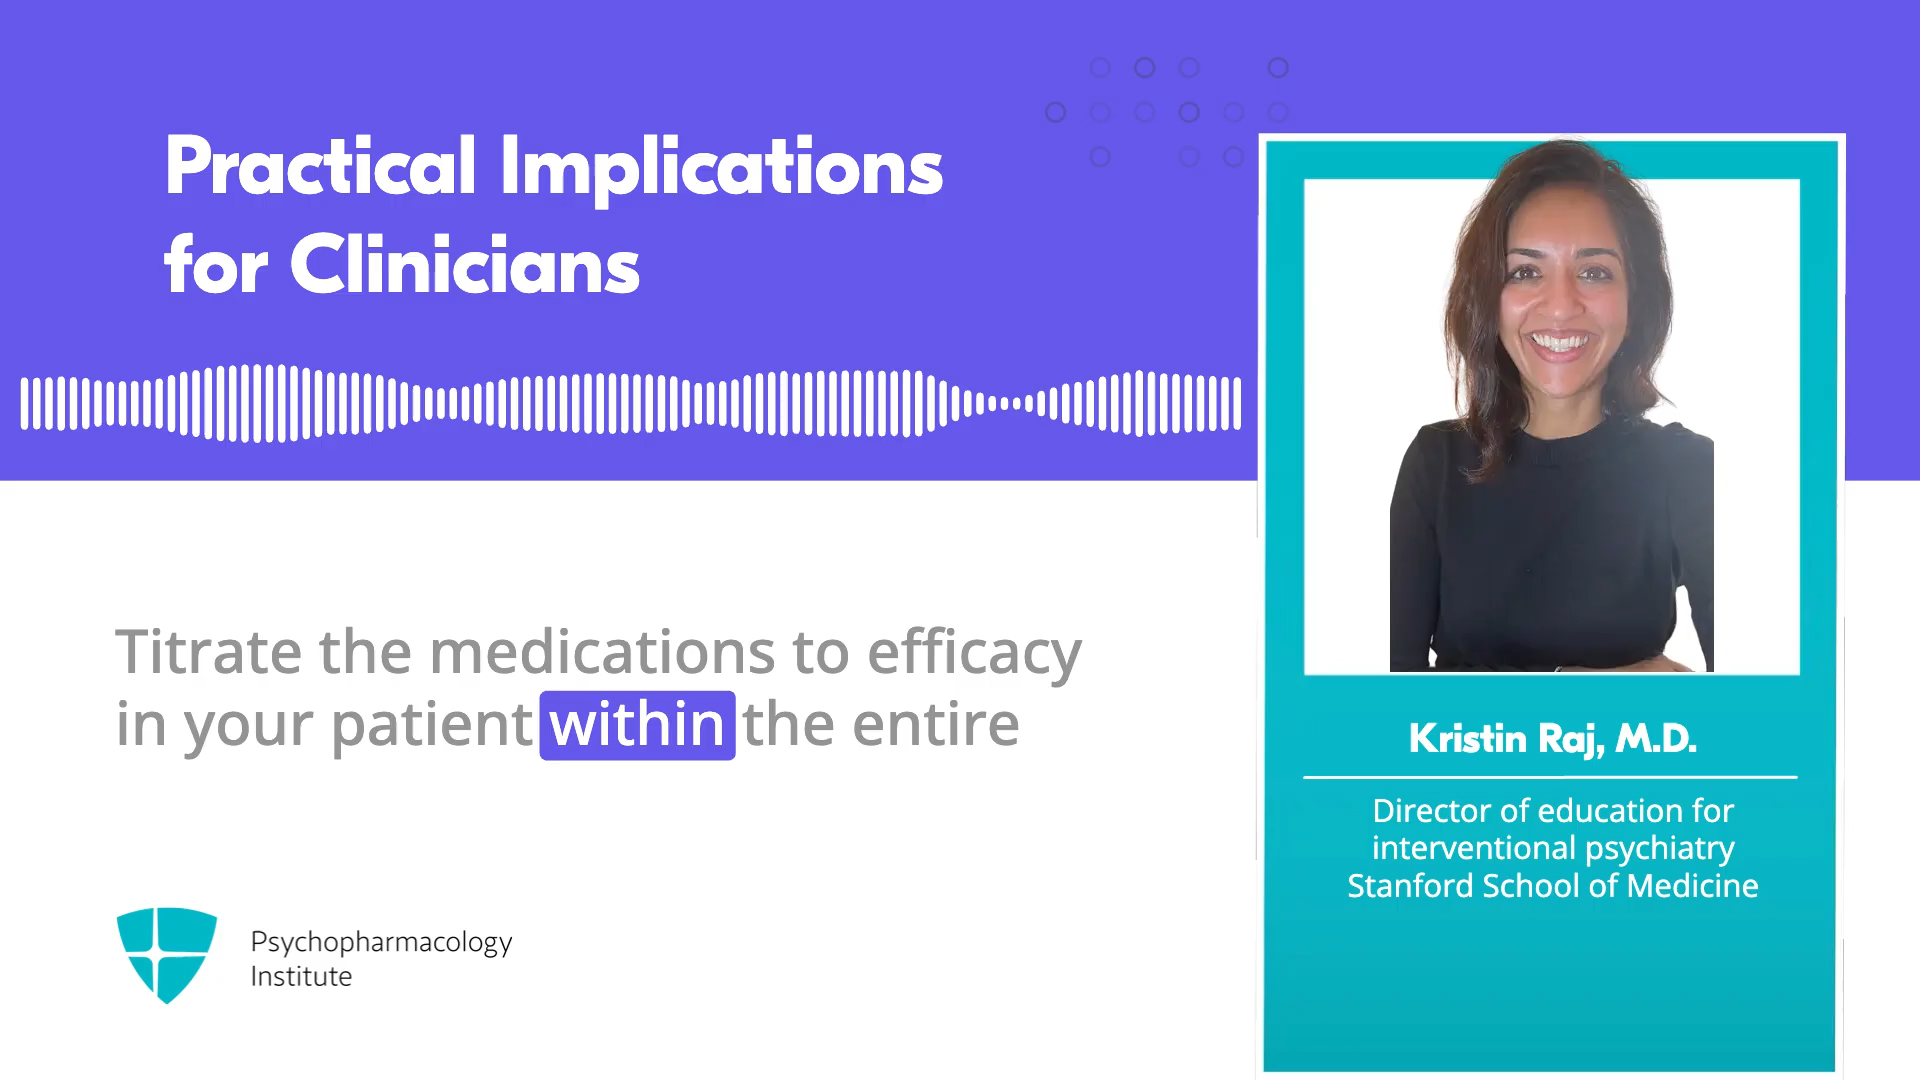 Practical Implications
for Clinicians
Titrate the medications to efficacy
in your patient within the entire
Psychopharmacology
Institute
Kristin Raj, M.D.
Director of education for
interventional psychiatry
Stanford School of Medicine